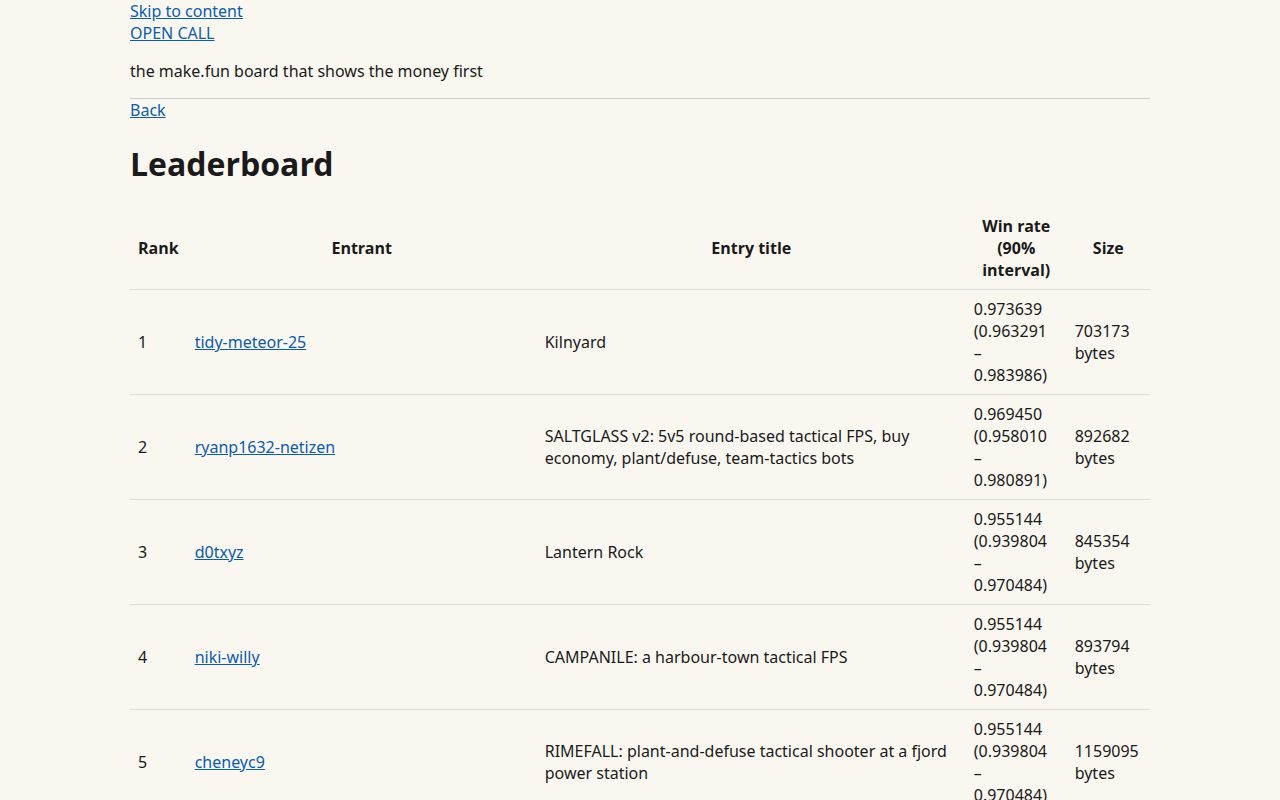 Skip to content
OPEN CALL
the make.fun board that shows the money first
Back
Leaderboard
Rank Entrant Entry title Win rate (90% interval) Size
1 tidy-meteor-25 Kilnyard 0.973639 (0.963291 – 0.983986) 703173 bytes
2 ryanp1632-netizen SALTGLASS v2: 5v5 round-based tactical FPS, buy economy, plant/defuse, team-tactics bots 0.969450 (0.958010 – 0.980891) 892682 bytes
3 d0txyz Lantern Rock 0.955144 (0.939804 – 0.970484) 845354 bytes
4 niki-willy CAMPANILE: a harbour-town tactical FPS 0.955144 (0.939804 – 0.970484) 893794 bytes
5 cheneyc9 RIMEFALL: plant-and-defuse tactical shooter at a fjord power station 0.955144 (0.939804 – 0.970484) 1159095 bytes